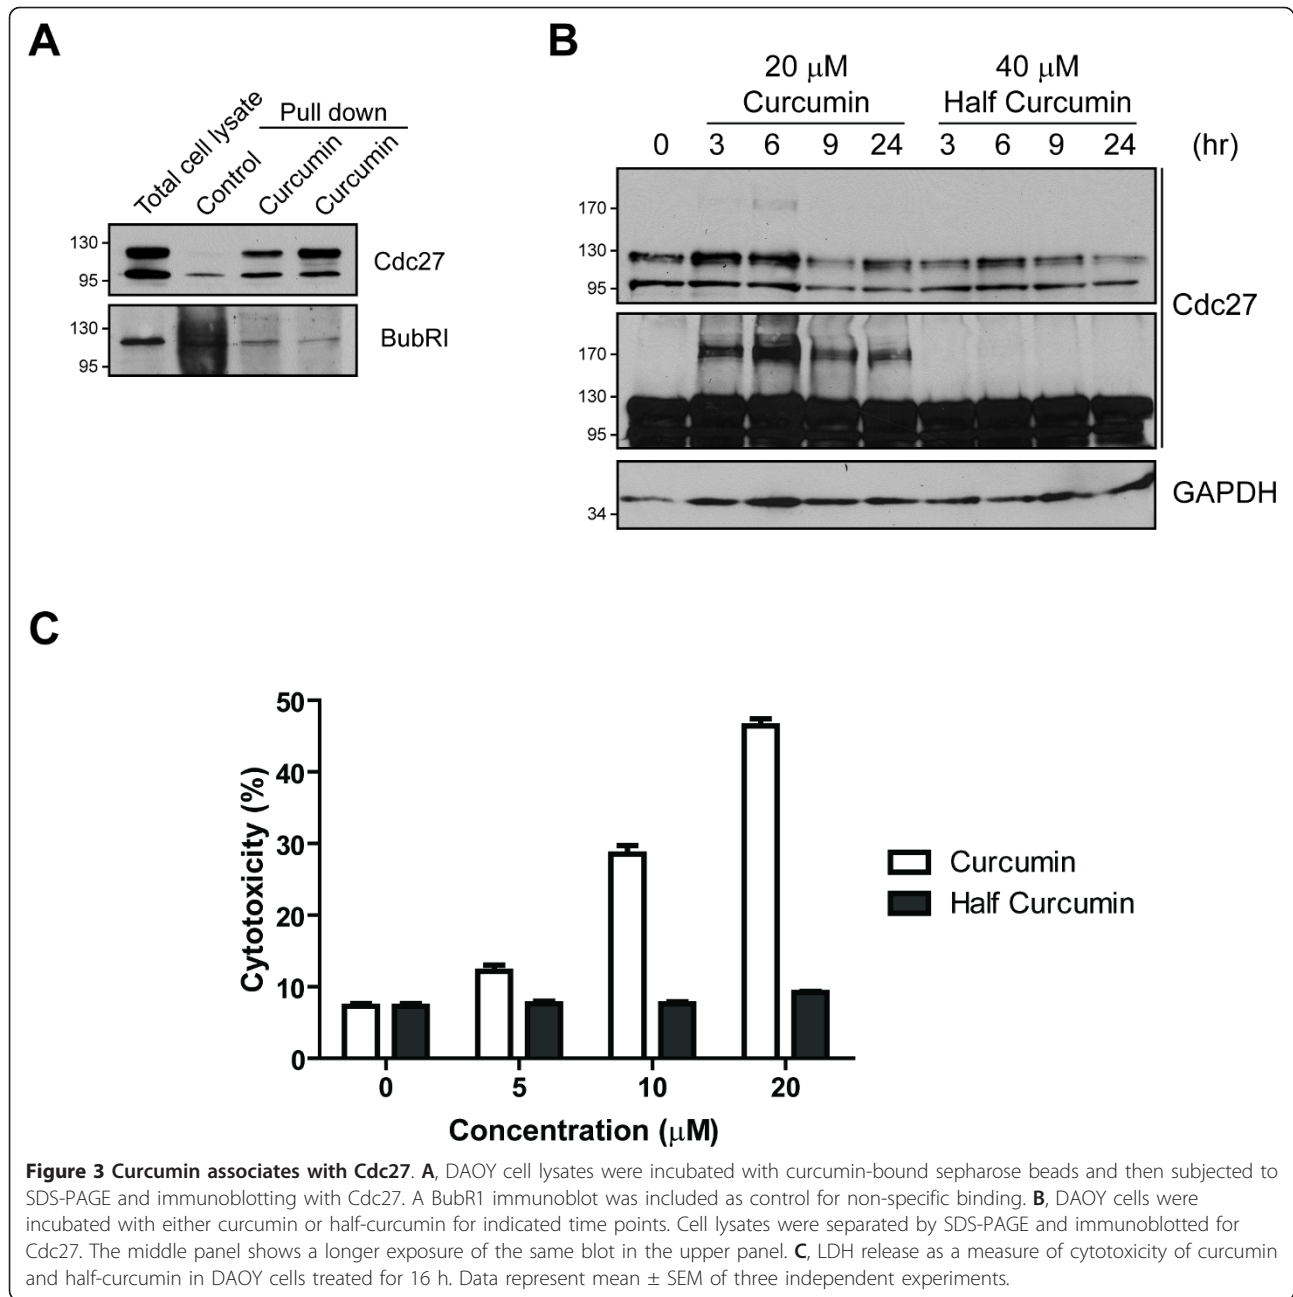 A
Total cell lysate
Control
Pull down
Curcumin
Curcumin
130
95
Cdc27
130
95
BubRI
B
20 μM
Curcumin
40 μM
Half Curcumin
0 3 6 9 24 3 6 9 24 (hr)
170
130
95
170
130
95
Cdc27
34
GAPDH
C
50
40
30
20
10
0
Cytotoxicity (%)
0 5 10 20
Concentration (μM)
Curcumin
Half Curcumin
Figure 3 Curcumin associates with Cdc27. A, DAOY cell lysates were incubated with curcumin-bound sepharose beads and then subjected to
SDS-PAGE and immunoblotting with Cdc27. A BubR1 immunoblot was included as control for non-specific binding. B, DAOY cells were
incubated with either curcumin or half-curcumin for indicated time points. Cell lysates were separated by SDS-PAGE and immunoblotted for
Cdc27. The middle panel shows a longer exposure of the same blot in the upper panel. C, LDH release as a measure of cytotoxicity of curcumin
and half-curcumin in DAOY cells treated for 16 h. Data represent mean ± SEM of three independent experiments.